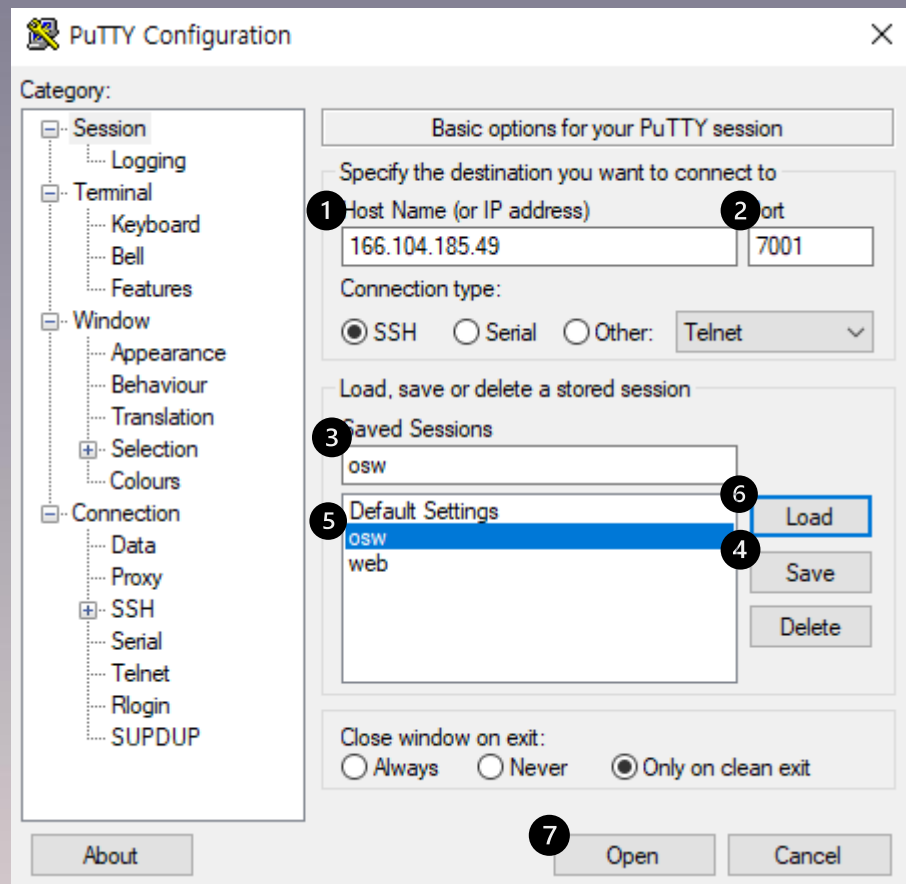 PuTTY Configuration
Category:
Session
Logging
Terminal
Keyboard
Bell
Features
Window
Appearance
Behaviour
Translation
Selection
Colours
Connection
Data
Proxy
SSH
Serial
Telnet
Rlogin
SUPDUP
Basic options for your PuTTY session
Specify the destination you want to connect to
1 Host Name (or IP address) 2 ort
166.104.185.49 7001
Connection type:
SSH Serial Other: Telnet
Load, save or delete a stored session
3 Saved Sessions
osw
5 Default Settings 6 Load
osw
web 4 Save
Delete
Close window on exit:
Always Never Only on clean exit
About 7 Open Cancel